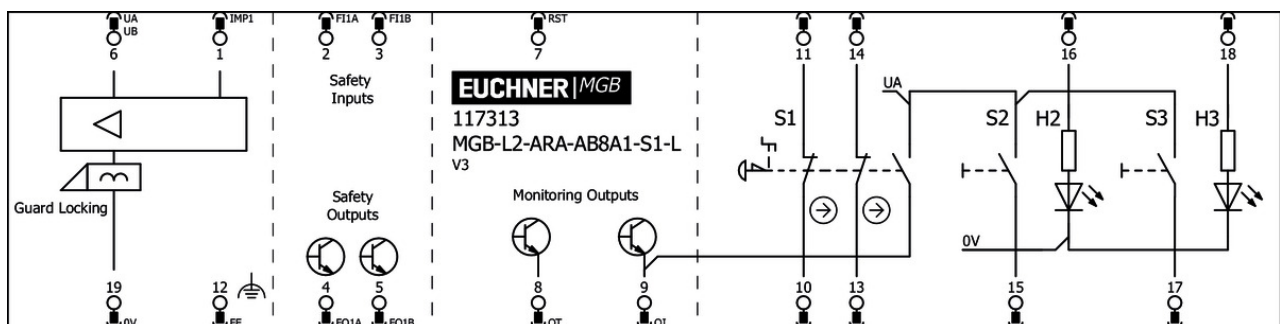 UA
UB
IMP1
FI1A
FI1B
RST
6
1
2
3
7
11
14
16
18
Safety
Inputs
EUCHNER|MGB
117313
MGB-L2-ARA-AB8A1-S1-L
V3
UA
S1
S2
H2
S3
H3
Guard Locking
Safety
Outputs
Monitoring Outputs
0V
19
12
4
5
8
9
10
13
15
17
0V
FE
FO1A
FO1B
OT
OI